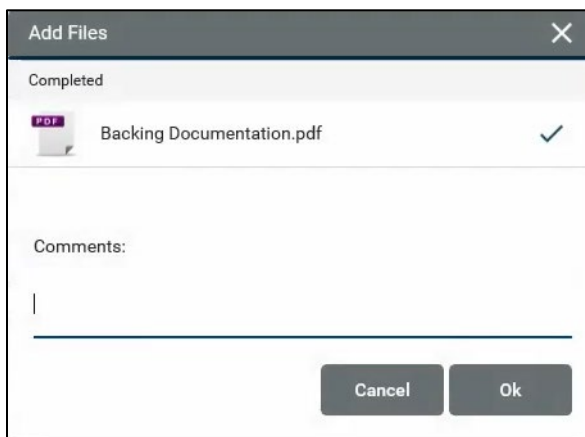 Add Files
Completed
PDF
Backing Documentation.pdf
Comments:
Cancel Ok